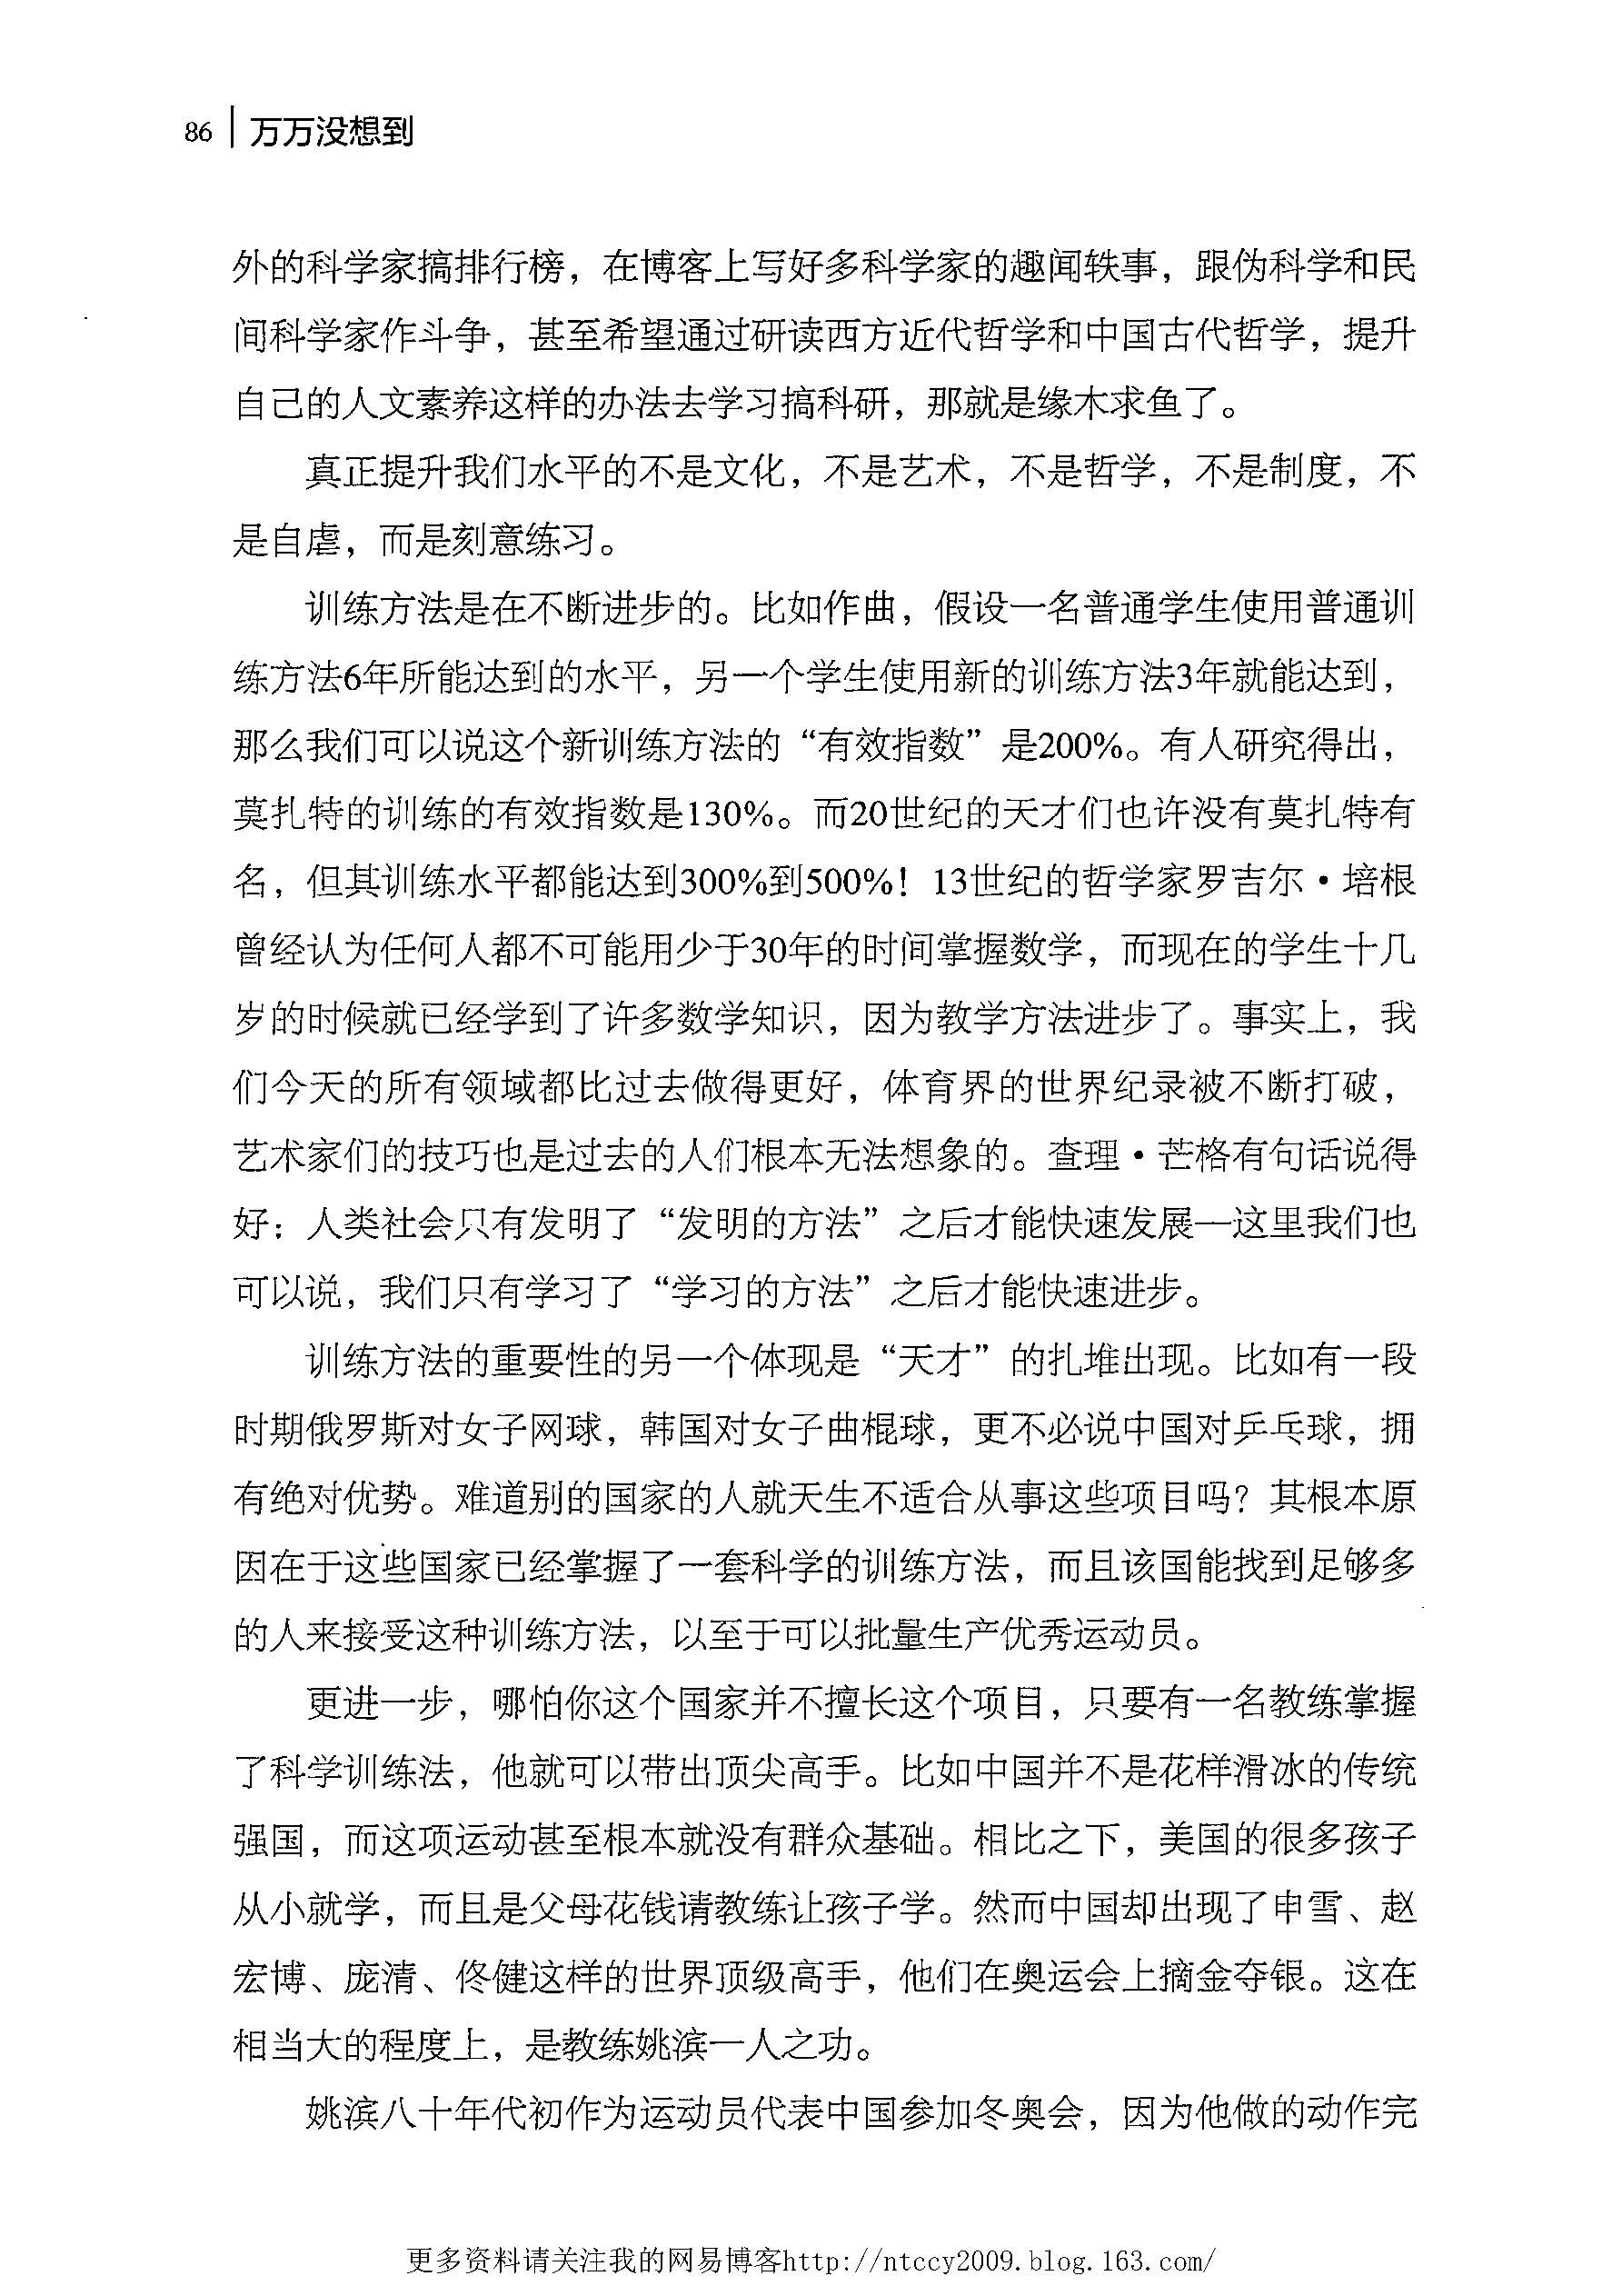 86 万万没想到
外的科学家搞排行榜，在博客上写好多科学家的趣闻轶事，跟伪科学和民
间科学家作斗争，甚至希望通过研读西方近代哲学和中国古代哲学，提升
自己的人文素养这样的办法去学习搞科研，那就是缘木求鱼了。
真正提升我们水平的不是文化，不是艺术，不是哲学，不是制度，不
是自虐，而是刻意练习。
训练方法是在不断进步的。比如作曲，假设一名普通学生使用普通训
练方法6年所能达到的水平，另一个学生使用新的训练方法3年就能达到，
那么我们可以说这个新训练方法的“有效指数”是200%。有人研究得出，
莫扎特的训练的有效指数是130%。而20世纪的天才们也许没有莫扎特有
名，但其训练水平都能达到300%到500%！13世纪的哲学家罗吉尔·培根
曾经认为任何人都不可能用少于30年的时间掌握数学，而现在的学生十几
岁的时候就已经学到了许多数学知识，因为教学方法进步了。事实上，我
们今天的所有领域都比过去做得更好，体育界的世界纪录被不断打破，
艺术家们的技巧也是过去的人们根本无法想象的。查理·芒格有句话说得
好：人类社会只有发明了“发明的方法”之后才能快速发展—这里我们也
可以说，我们只有学习了“学习的方法”之后才能快速进步。
训练方法的重要性的另一个体现是“天才”的扎堆出现。比如有一段
时期俄罗斯对女子网球，韩国对女子曲棍球，更不必说中国对乒乓球，拥
有绝对优势。难道别的国家的人就天生不适合从事这些项目吗？其根本原
因在于这些国家已经掌握了一套科学的训练方法，而且该国能找到足够多
的人来接受这种训练方法，以至于可以批量生产优秀运动员。
更进一步，哪怕你这个国家并不擅长这个项目，只要有一名教练掌握
了科学训练法，他就可以带出顶尖高手。比如中国并不是花样滑冰的传统
强国，而这项运动甚至根本就没有群众基础。相比之下，美国的很多孩子
从小就学，而且是父母花钱请教练让孩子学。然而中国却出现了申雪、赵
宏博、庞清、佟健这样的世界顶级高手，他们在奥运会上摘金夺银。这在
相当大的程度上，是教练姚滨一人之功。
姚滨八十年代初作为运动员代表中国参加冬奥会，因为他做的动作完
更多资料请关注我的网易博客http://ntccy2009.blog.163.com/